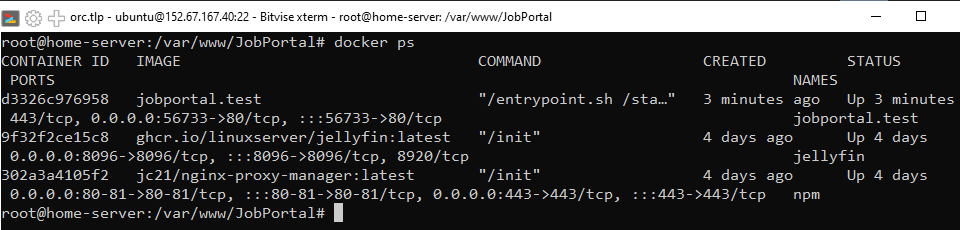 orc.tlp - ubuntu@152.67.167.40:22 - Bitvise xterm - root@home-server: /var/www/JobPortal
root@home-server:/var/www/JobPortal# docker ps
CONTAINER ID   IMAGE                                 COMMAND                  CREATED         STATUS
 PORTS                                                                                NAMES
d3326c976958   jobportal.test                        "/entrypoint.sh /sta…"   3 minutes ago   Up 3 minutes
 443/tcp, 0.0.0.0:56733->80/tcp, :::56733->80/tcp                                     jobportal.test
9f32f2ce15c8   ghcr.io/linuxserver/jellyfin:latest   "/init"                  4 days ago      Up 4 days
 0.0.0.0:8096->8096/tcp, :::8096->8096/tcp, 8920/tcp                                  jellyfin
302a3a4105f2   jc21/nginx-proxy-manager:latest       "/init"                  4 days ago      Up 4 days
 0.0.0.0:80-81->80-81/tcp, :::80-81->80-81/tcp, 0.0.0.0:443->443/tcp, :::443->443/tcp   npm
root@home-server:/var/www/JobPortal#